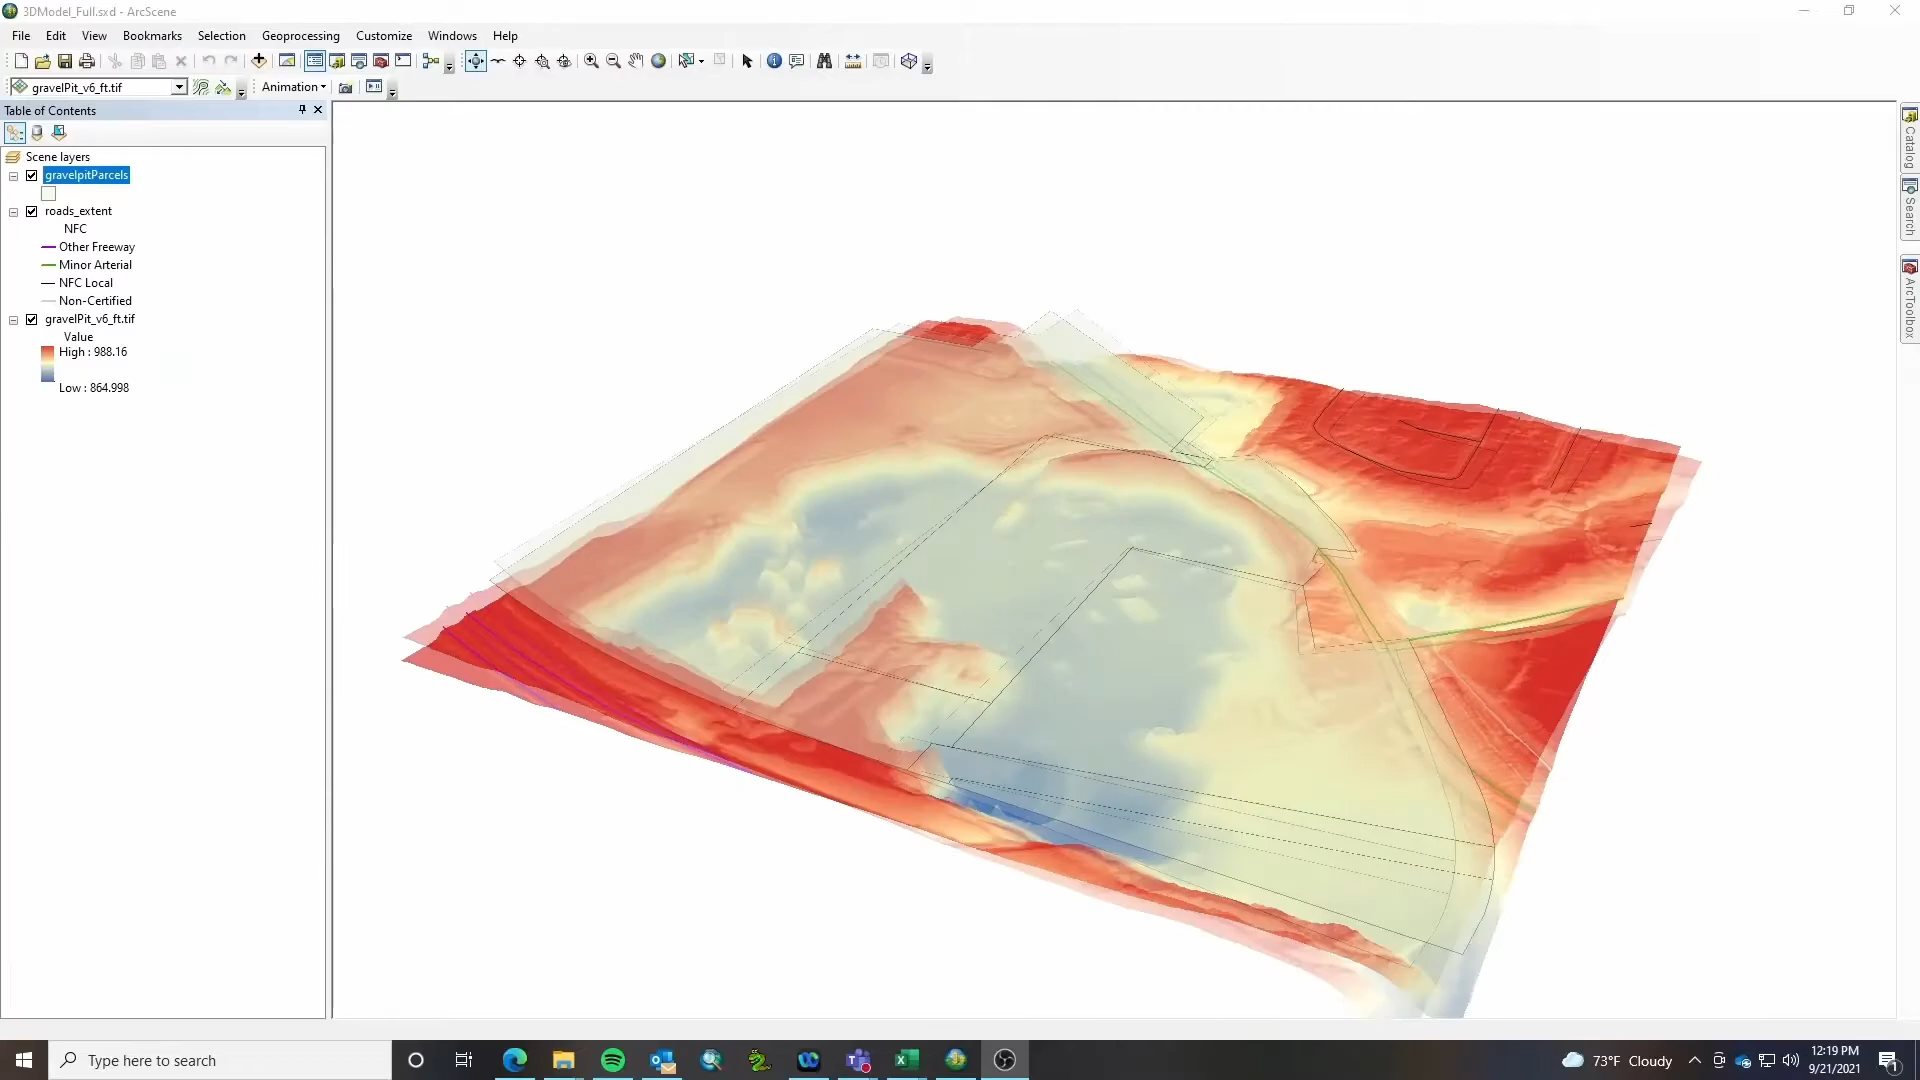 3DModel_Full.sxd - ArcScene
File Edit View Bookmarks Selection Geoprocessing Customize Windows Help
gravelPit_v6_ft.tif
Animation
Table of Contents
Scene layers
gravelpitParcels
roads_extent
NFC
Other Freeway
Minor Arterial
NFC Local
Non-Certified
gravelPit_v6_ft.tif
Value
High : 988.16
Low : 864.998
Catalog
Search
ArcToolbox
Type here to search
73°F Cloudy
12:19 PM
9/21/2021
1